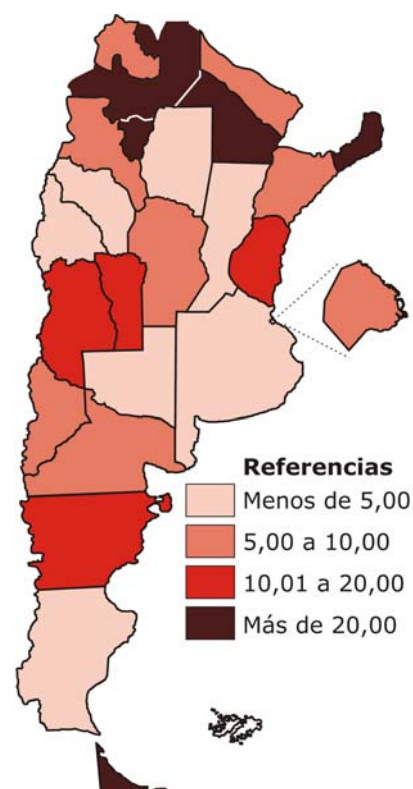 Referencias
Menos de 5,00
5,00 a 10,00
10,01 a 20,00
Más de 20,00